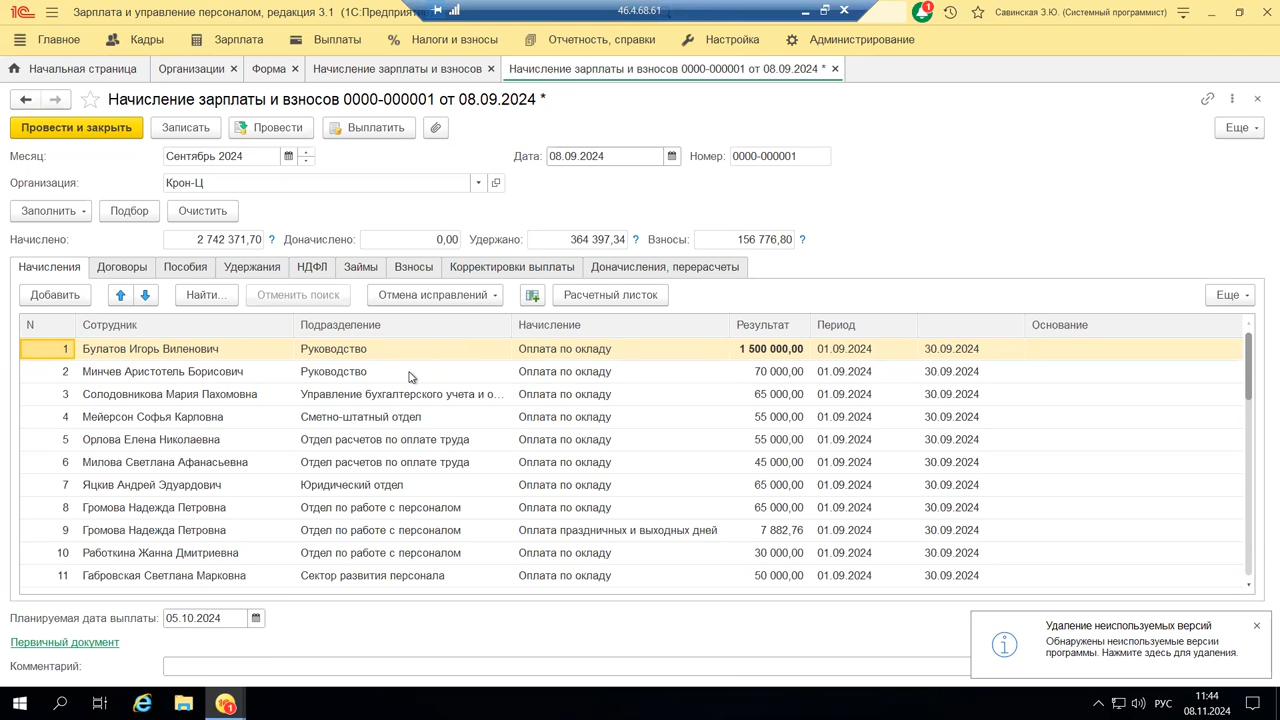 Зарплата и управление персоналом, редакция 3.1 (1С:Предприятие
46.4.68.61
1
Савинская З.Ю. (Системный программист)
Главное Кадры Зарплата Выплаты Налоги и взносы Отчетность, справки Настройка Администрирование
Начальная страница Организации Форма Начисление зарплаты и взносов Начисление зарплаты и взносов 0000-000001 от 08.09.2024 *
Начисление зарплаты и взносов 0000-000001 от 08.09.2024 *
Провести и закрыть Записать Провести Выплатить Еще
Месяц: Сентябрь 2024 Дата: 08.09.2024 Номер: 0000-000001
Организация: Крон-Ц
Заполнить Подбор Очистить
Начислено: 2 742 371,70 ? Доначислено: 0,00 Удержано: 364 397,34 ? Взносы: 156 776,80 ?
Начисления Договоры Пособия Удержания НДФЛ Займы Взносы Корректировки выплаты Доначисления, перерасчеты
Добавить Найти... Отменить поиск Отмена исправлений Расчетный листок Еще
N Сотрудник Подразделение Начисление Результат Период Основание
1 Булатов Игорь Виленович Руководство Оплата по окладу 1 500 000,00 01.09.2024 30.09.2024
2 Минчев Аристотель Борисович Руководство Оплата по окладу 70 000,00 01.09.2024 30.09.2024
3 Солодовникова Мария Пахомовна Управление бухгалтерского учета и о... Оплата по окладу 65 000,00 01.09.2024 30.09.2024
4 Мейерсон Софья Карловна Сметно-штатный отдел Оплата по окладу 55 000,00 01.09.2024 30.09.2024
5 Орлова Елена Николаевна Отдел расчетов по оплате труда Оплата по окладу 55 000,00 01.09.2024 30.09.2024
6 Милова Светлана Афанасьевна Отдел расчетов по оплате труда Оплата по окладу 45 000,00 01.09.2024 30.09.2024
7 Яцкив Андрей Эдуардович Юридический отдел Оплата по окладу 65 000,00 01.09.2024 30.09.2024
8 Громова Надежда Петровна Отдел по работе с персоналом Оплата по окладу 65 000,00 01.09.2024 30.09.2024
9 Громова Надежда Петровна Отдел по работе с персоналом Оплата праздничных и выходных дней 7 882,76 01.09.2024 30.09.2024
10 Работкина Жанна Дмитриевна Отдел по работе с персоналом Оплата по окладу 30 000,00 01.09.2024 30.09.2024
11 Габровская Светлана Марковна Сектор развития персонала Оплата по окладу 50 000,00 01.09.2024 30.09.2024
Планируемая дата выплаты: 05.10.2024
Первичный документ
Комментарий:
Удаление неиспользуемых версий
Обнаружены неиспользуемые версии
программы. Нажмите здесь для удаления.
1
РУС
11:44
08.11.2024